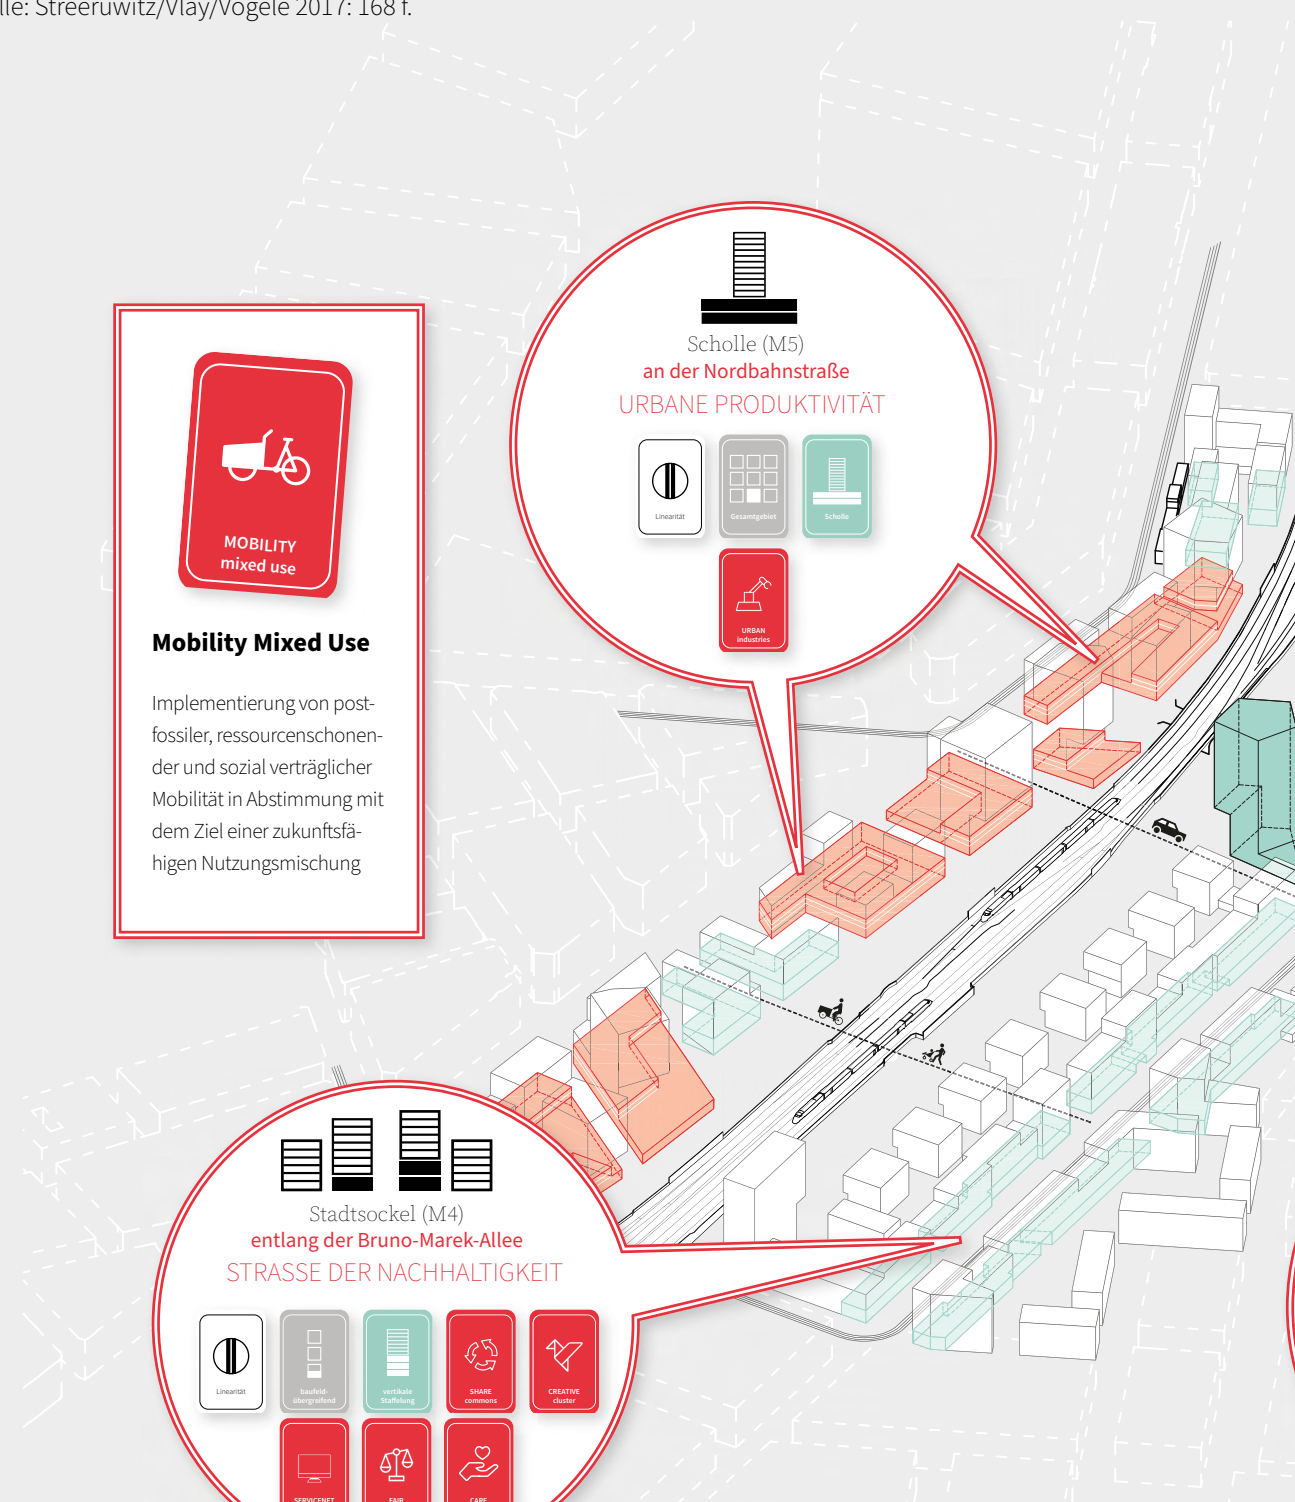 lle: Streeruwitz/Vlay/Vogele 2017: 168 f.
MOBILITY
mixed use
Mobility Mixed Use
Implementierung von post-
fossiler, ressourcenschonen-
der und sozial verträglicher
Mobilität in Abstimmung mit
dem Ziel einer zukunftsfä-
higen Nutzungsmischung
Scholle (M5)
an der Nordbahnstraße
URBANE PRODUKTIVITÄT
Linearität
Gesamtgebiet
Scholle
URBAN
industries
Stadtsockel (M4)
entlang der Bruno-Marek-Allee
STRASSE DER NACHHALTIGKEIT
Linearität
baufeld-
übergreifend
vertikale
Staffelung
SHARE
commons
CREATIVE
cluster
SERVICENET
FAIR
CARE